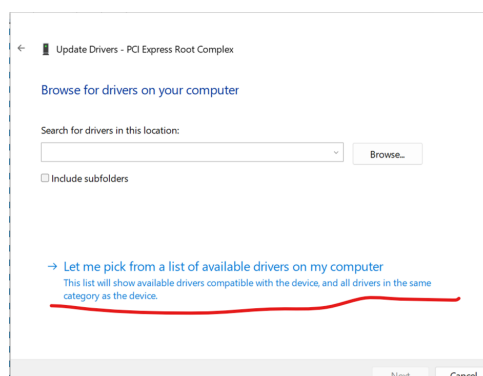 Update Drivers - PCI Express Root Complex
Browse for drivers on your computer
Search for drivers in this location:
Browse...
Include subfolders
Let me pick from a list of available drivers on my computer
This list will show available drivers compatible with the device, and all drivers in the same
category as the device.
Next Cancel